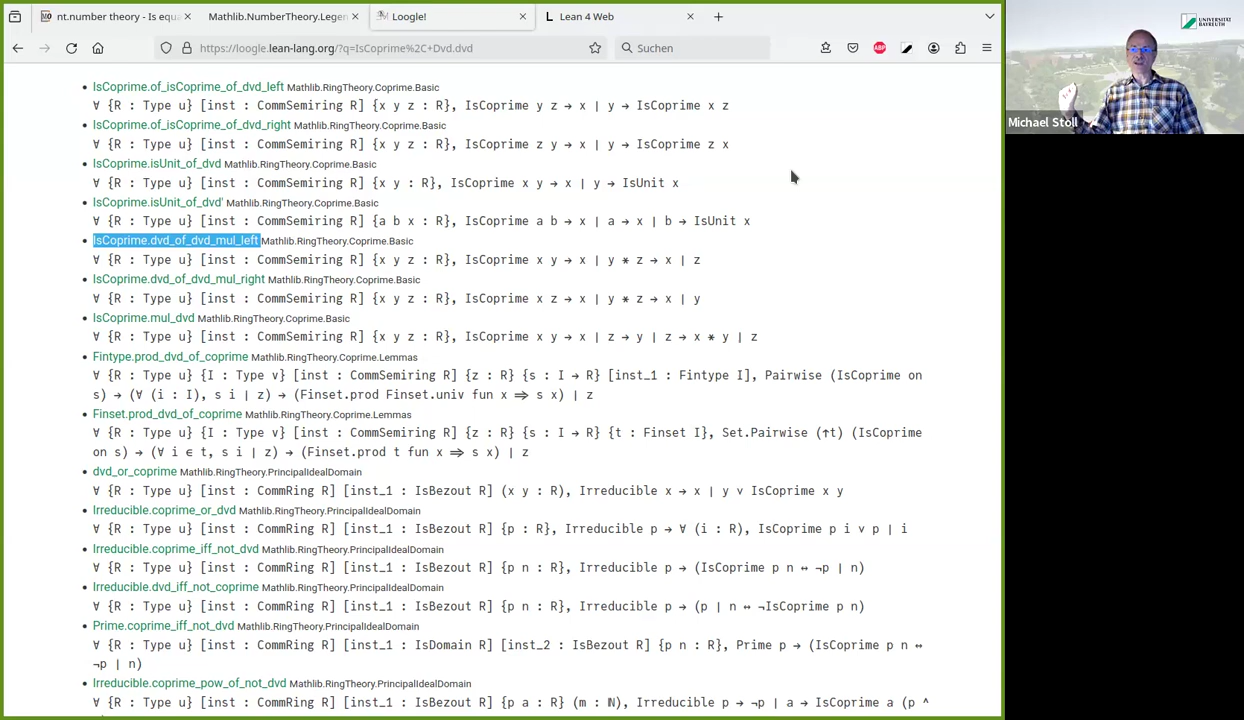 nt.number theory - Is equa
Mathlib.NumberTheory.Legen
Loogle!
Lean 4 Web
https://loogle.lean-lang.org/?q=IsCoprime%2C+Dvd.dvd
Suchen
ABP
UNIVERSITÄT
BAYREUTH
Michael Stoll
IsCoprime.of_isCoprime_of_dvd_left Mathlib.RingTheory.Coprime.Basic
∀ {R : Type u} [inst : CommSemiring R] {x y z : R}, IsCoprime y z → x ∣ y → IsCoprime x z
IsCoprime.of_isCoprime_of_dvd_right Mathlib.RingTheory.Coprime.Basic
∀ {R : Type u} [inst : CommSemiring R] {x y z : R}, IsCoprime z y → x ∣ y → IsCoprime z x
IsCoprime.isUnit_of_dvd Mathlib.RingTheory.Coprime.Basic
∀ {R : Type u} [inst : CommSemiring R] {x y : R}, IsCoprime x y → x ∣ y → IsUnit x
IsCoprime.isUnit_of_dvd' Mathlib.RingTheory.Coprime.Basic
∀ {R : Type u} [inst : CommSemiring R] {a b x : R}, IsCoprime a b → x ∣ a → x ∣ b → IsUnit x
IsCoprime.dvd_of_dvd_mul_left Mathlib.RingTheory.Coprime.Basic
∀ {R : Type u} [inst : CommSemiring R] {x y z : R}, IsCoprime x y → x ∣ y * z → x ∣ z
IsCoprime.dvd_of_dvd_mul_right Mathlib.RingTheory.Coprime.Basic
∀ {R : Type u} [inst : CommSemiring R] {x y z : R}, IsCoprime x z → x ∣ y * z → x ∣ y
IsCoprime.mul_dvd Mathlib.RingTheory.Coprime.Basic
∀ {R : Type u} [inst : CommSemiring R] {x y z : R}, IsCoprime x y → x ∣ z → y ∣ z → x * y ∣ z
Fintype.prod_dvd_of_coprime Mathlib.RingTheory.Coprime.Lemmas
∀ {R : Type u} {I : Type v} [inst : CommSemiring R] {z : R} {s : I → R} [inst_1 : Fintype I], Pairwise (IsCoprime on
s) → (∀ (i : I), s i ∣ z) → (Finset.prod Finset.univ fun x => s x) ∣ z
Finset.prod_dvd_of_coprime Mathlib.RingTheory.Coprime.Lemmas
∀ {R : Type u} {I : Type v} [inst : CommSemiring R] {z : R} {s : I → R} {t : Finset I}, Set.Pairwise (↑t) (IsCoprime
on s) → (∀ i ∈ t, s i ∣ z) → (Finset.prod t fun x => s x) ∣ z
dvd_or_coprime Mathlib.RingTheory.PrincipalIdealDomain
∀ {R : Type u} [inst : CommRing R] [inst_1 : IsBezout R] (x y : R), Irreducible x → x ∣ y ∨ IsCoprime x y
Irreducible.coprime_or_dvd Mathlib.RingTheory.PrincipalIdealDomain
∀ {R : Type u} [inst : CommRing R] [inst_1 : IsBezout R] {p : R}, Irreducible p → ∀ (i : R), IsCoprime p i ∨ p ∣ i
Irreducible.coprime_iff_not_dvd Mathlib.RingTheory.PrincipalIdealDomain
∀ {R : Type u} [inst : CommRing R] [inst_1 : IsBezout R] {p n : R}, Irreducible p → (IsCoprime p n ↔ ¬p ∣ n)
Irreducible.dvd_iff_not_coprime Mathlib.RingTheory.PrincipalIdealDomain
∀ {R : Type u} [inst : CommRing R] [inst_1 : IsBezout R] {p n : R}, Irreducible p → (p ∣ n ↔ ¬IsCoprime p n)
Prime.coprime_iff_not_dvd Mathlib.RingTheory.PrincipalIdealDomain
∀ {R : Type u} [inst : CommRing R] [inst_1 : IsDomain R] [inst_2 : IsBezout R] {p n : R}, Prime p → (IsCoprime p n ↔
¬p ∣ n)
Irreducible.coprime_pow_of_not_dvd Mathlib.RingTheory.PrincipalIdealDomain
∀ {R : Type u} [inst : CommRing R] [inst_1 : IsBezout R] {p a : R} (m : ℕ), Irreducible p → ¬p ∣ a → IsCoprime a (p ^